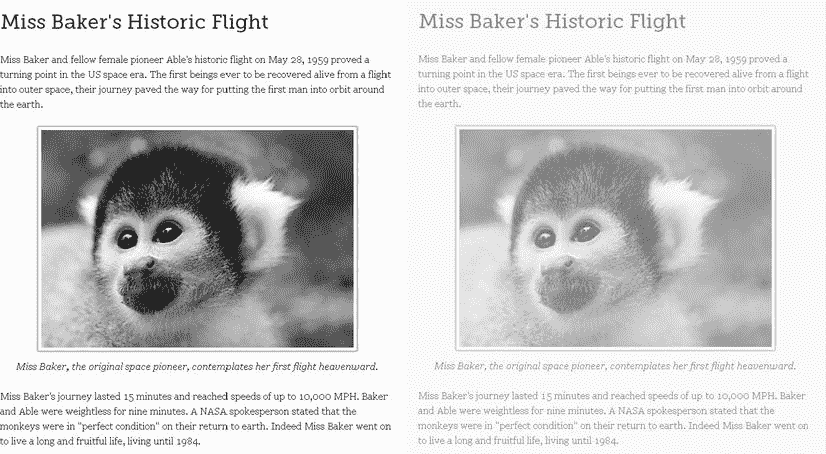 Miss Baker's Historic Flight
Miss Baker and fellow female pioneer Able's historic flight on May 28, 1959 proved a
turning point in the US space era. The first beings ever to be recovered alive from a flight
into outer space, their journey paved the way for putting the first man into orbit around
the earth.
Miss Baker, the original space pioneer, contemplates her first flight heavenward.
Miss Baker's journey lasted 15 minutes and reached speeds of up to 10,000 MPH. Baker
and Able were weightless for nine minutes. A NASA spokesperson stated that the
monkeys were in "perfect condition" on their return to earth. Indeed Miss Baker went on
to live a long and fruitful life, living until 1984.
Miss Baker's Historic Flight
Miss Baker and fellow female pioneer Able's historic flight on May 28, 1959 proved a
turning point in the US space era. The first beings ever to be recovered alive from a flight
into outer space, their journey paved the way for putting the first man into orbit around
the earth.
Miss Baker, the original space pioneer, contemplates her first flight heavenward.
Miss Baker's journey lasted 15 minutes and reached speeds of up to 10,000 MPH. Baker
and Able were weightless for nine minutes. A NASA spokesperson stated that the
monkeys were in "perfect condition" on their return to earth. Indeed Miss Baker went on
to live a long and fruitful life, living until 1984.